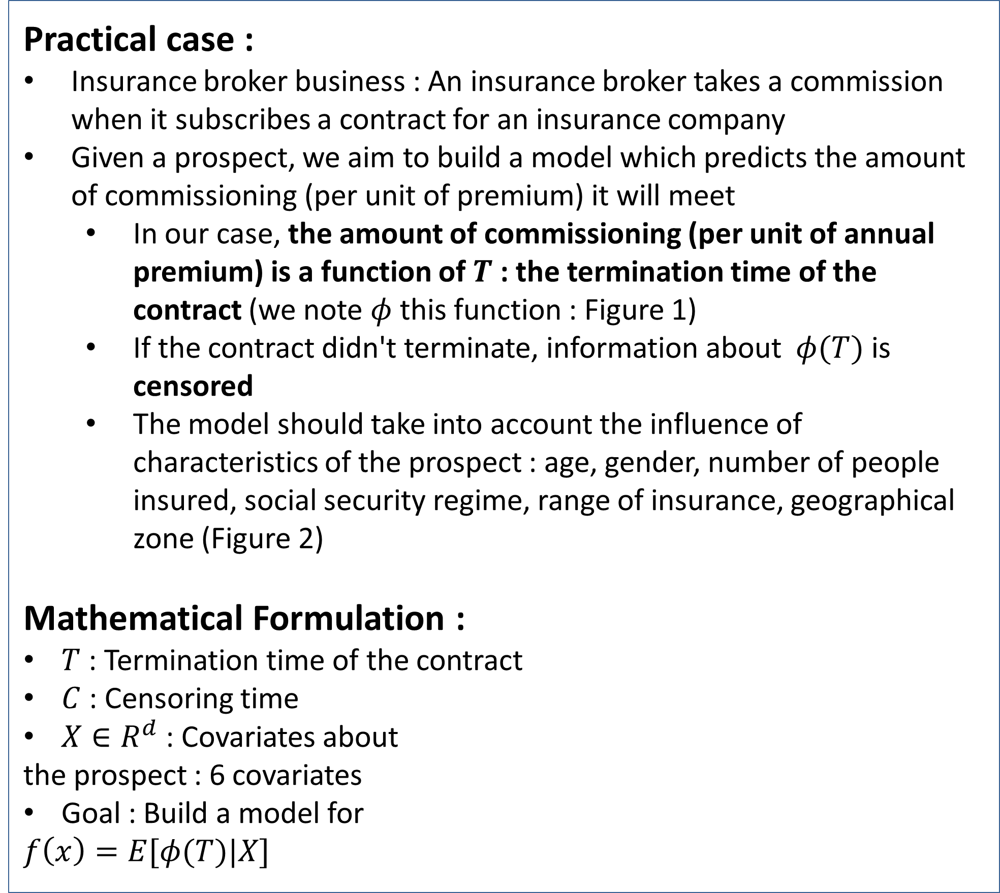 Practical case :
• Insurance broker business : An insurance broker takes a commission
when it subscribes a contract for an insurance company
• Given a prospect, we aim to build a model which predicts the amount
of commissioning (per unit of premium) it will meet
• In our case, the amount of commissioning (per unit of annual
premium) is a function of T : the termination time of the
contract (we note ϕ this function : Figure 1)
• If the contract didn't terminate, information about ϕ(T) is
censored
• The model should take into account the influence of
characteristics of the prospect : age, gender, number of people
insured, social security regime, range of insurance, geographical
zone (Figure 2)
Mathematical Formulation :
• T : Termination time of the contract
• C : Censoring time
• X ∈ R^d : Covariates about
the prospect : 6 covariates
• Goal : Build a model for
f(x) = E[ϕ(T)|X]